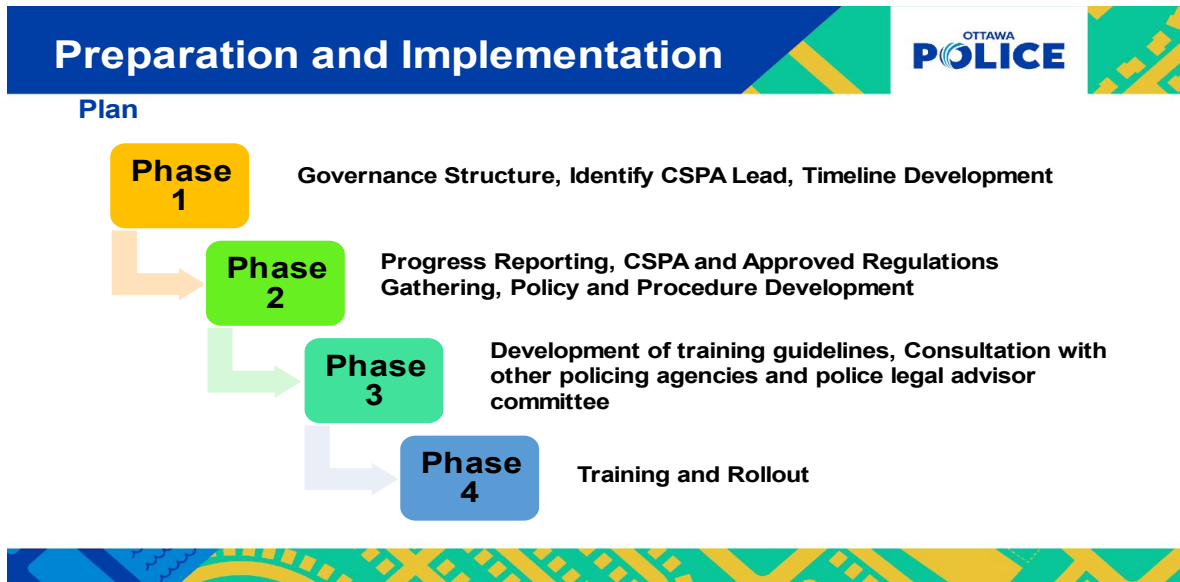 Preparation and Implementation
OTTAWA
POLICE
Plan
Phase
1
Governance Structure, Identify CSPA Lead, Timeline Development
Phase
2
Progress Reporting, CSPA and Approved Regulations
Gathering, Policy and Procedure Development
Phase
3
Development of training guidelines, Consultation with
other policing agencies and police legal advisor
committee
Phase
4
Training and Rollout